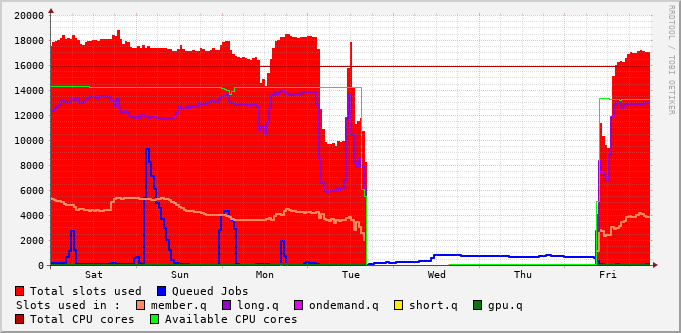 20000
18000
16000
14000
12000
10000
8000
6000
4000
2000
0
Sat Sun Mon Tue Wed Thu Fri
Total slots used Queued Jobs
Slots used in : member.q long.q ondemand.q short.q gpu.q
Total CPU cores Available CPU cores
RRDTOOL / TOBI OETIKER